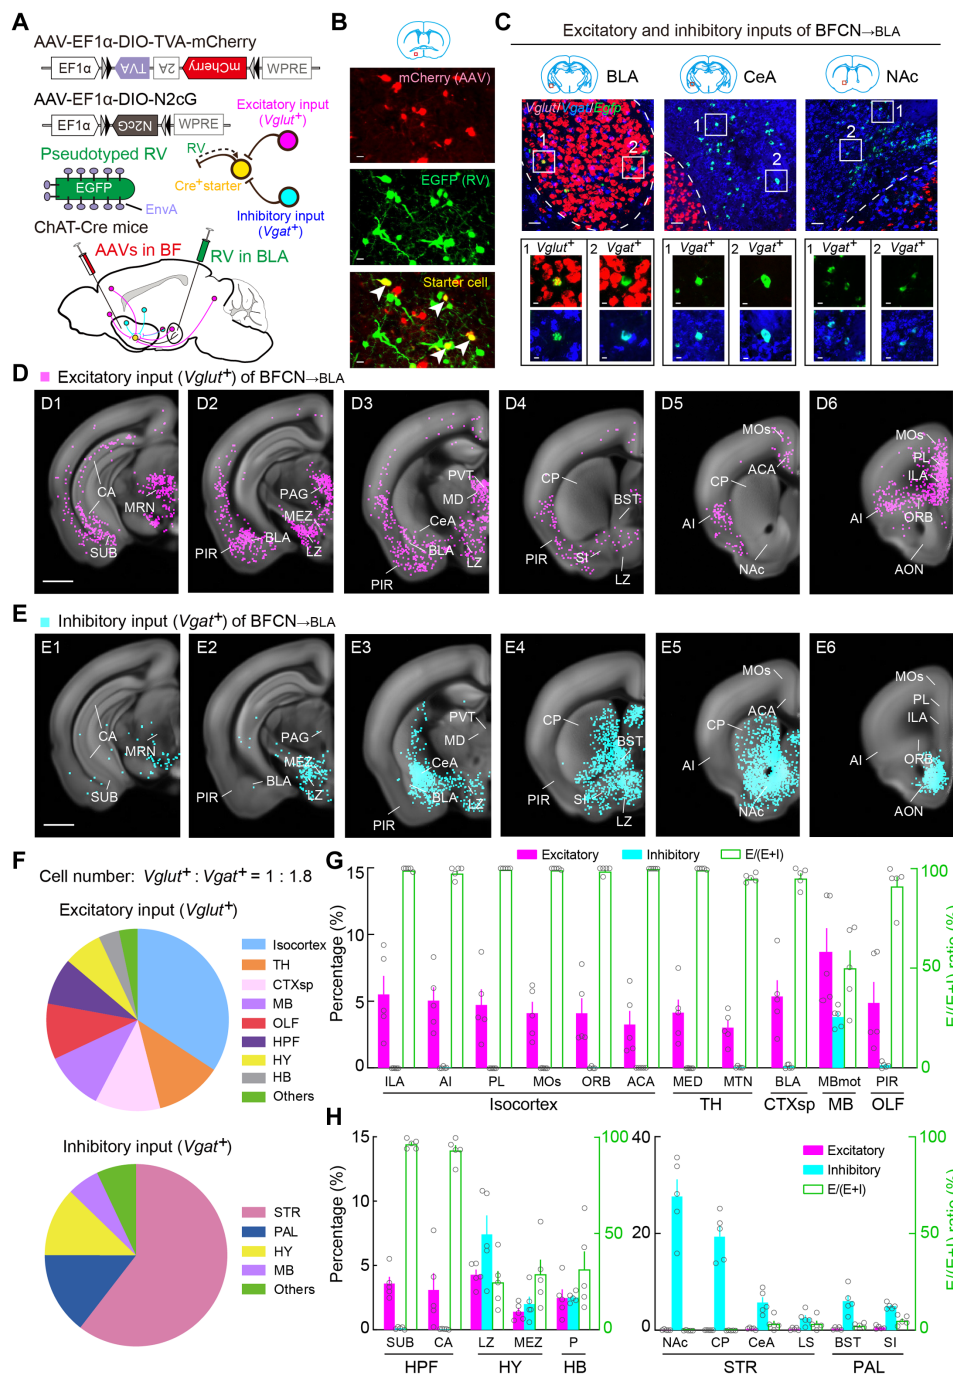 A
AAV-EF1α-DIO-TVA-mCherry
EF1α TVA 2A mCherry WPRE
AAV-EF1α-DIO-N2cG
EF1α N2cG WPRE
Excitatory input
(Vglut+)
Pseudotyped RV
RV
EGFP
Cre+starter
EnvA
Inhibitory input
(Vgat+)
ChAT-Cre mice
AAVs in BF
RV in BLA
B
mCherry (AAV)
EGFP (RV)
Starter cell
C
Excitatory and inhibitory inputs of BFCN→BLA
BLA CeA NAc
Vglut/Vgat/Egfp
1 2 1 2 1 2
1 Vglut+ 2 Vgat+ 1 Vgat+ 2 Vgat+ 1 Vgat+ 2 Vgat+
D Excitatory input (Vglut+) of BFCN→BLA
D1
CA
MRN
SUB
D2
PAG
MEZ
BLA
LZ
PIR
D3
PVT
MD
CeA
BLA
LZ
PIR
D4
CP
BST
SI
PIR
LZ
D5
MOs
ACA
CP
AI
NAc
D6
MOs
PL
ILA
AI
ORB
AON
E Inhibitory input (Vgat+) of BFCN→BLA
E1
CA
MRN
SUB
E2
PAG
MEZ
BLA
LZ
PIR
E3
PVT
MD
CeA
BLA
LZ
PIR
E4
CP
BST
SI
PIR
LZ
E5
MOs
ACA
CP
AI
NAc
E6
MOs
PL
ILA
ORB
AI
AON
F
Cell number: Vglut+ : Vgat+ = 1 : 1.8
Excitatory input (Vglut+)
Isocortex
TH
CTXsp
MB
OLF
HPF
HY
HB
Others
Inhibitory input (Vgat+)
STR
PAL
HY
MB
Others
G
Excitatory Inhibitory E/(E+I)
Percentage (%)
15
10
5
0
E/(E+I) ratio (%)
100
50
0
ILA AI PL MOs ORB ACA MED MTN BLA MBmot PIR
Isocortex TH CTXsp MB OLF
H
Percentage (%)
15
10
5
0
100
50
0
SUB CA LZ MEZ P
HPF HY HB
40
20
0
Excitatory
Inhibitory
E/(E+I)
E/(E+I) ratio (%)
100
50
0
NAc CP CeA LS BST SI
STR PAL